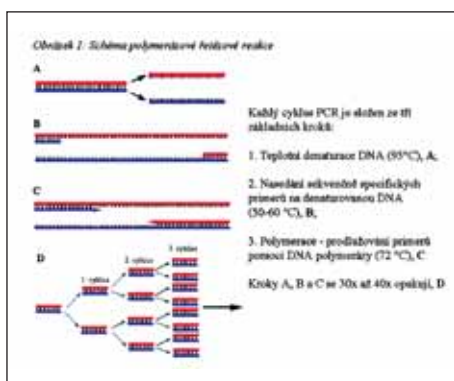 Obrázek 1: Schéma polymerázové řetězové reakce
A
B
C
D
1. cyklus
2. cyklus
3. cyklus
Každý cyklus PCR je složen ze tří
základních kroků:
1. Teplotní denaturace DNA (95°C), A,
2. Nasedání sekvenčně specifických
primerů na denaturovanou DNA
(50-60 °C), B,
3. Polymerace - prodlužování primerů
pomocí DNA polymerázy (72 °C), C
Kroky A, B a C se 30x až 40x opakují, D